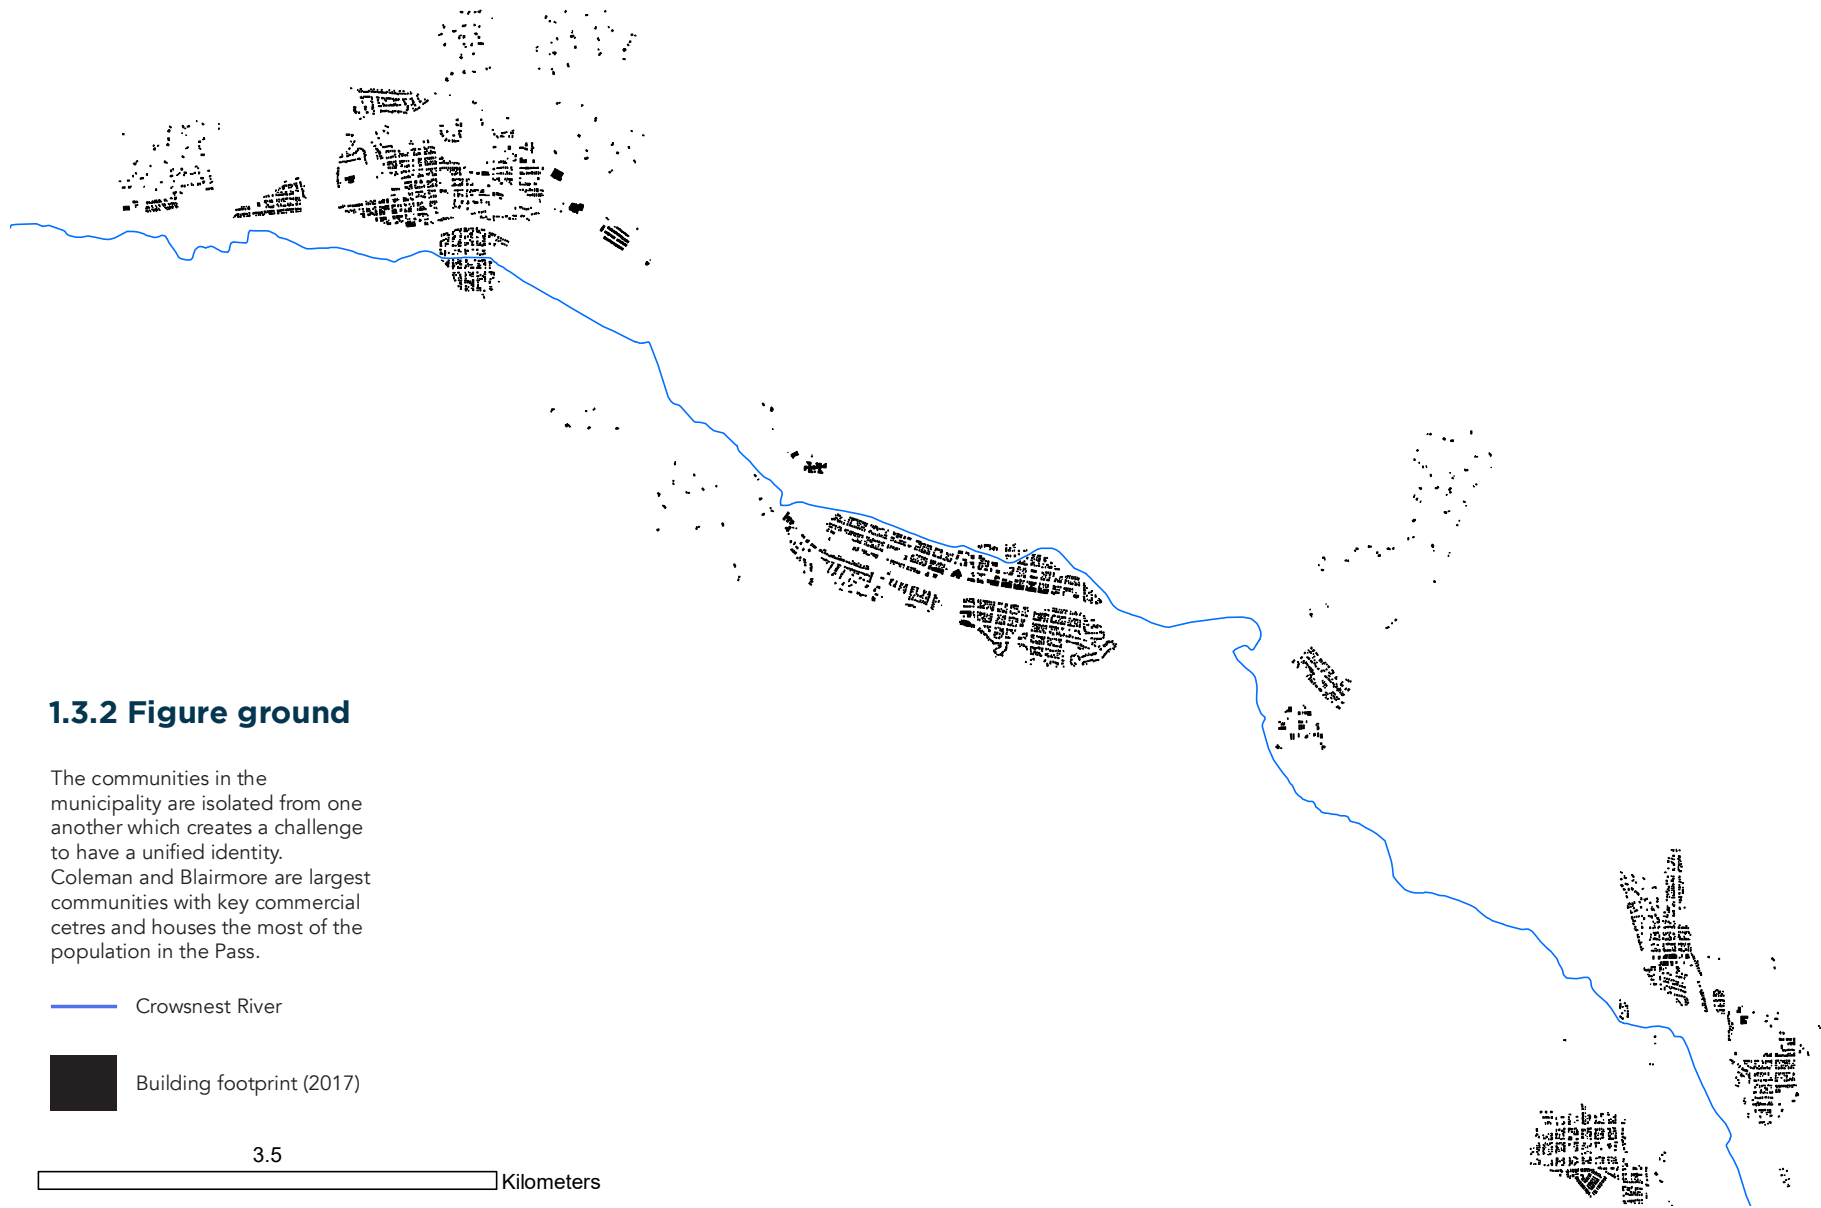 1.3.2 Figure ground
The communities in the
municipality are isolated from one
another which creates a challenge
to have a unified identity.
Coleman and Blairmore are largest
communities with key commercial
cetres and houses the most of the
population in the Pass.
Crowsnest River
Building footprint (2017)
3.5
Kilometers